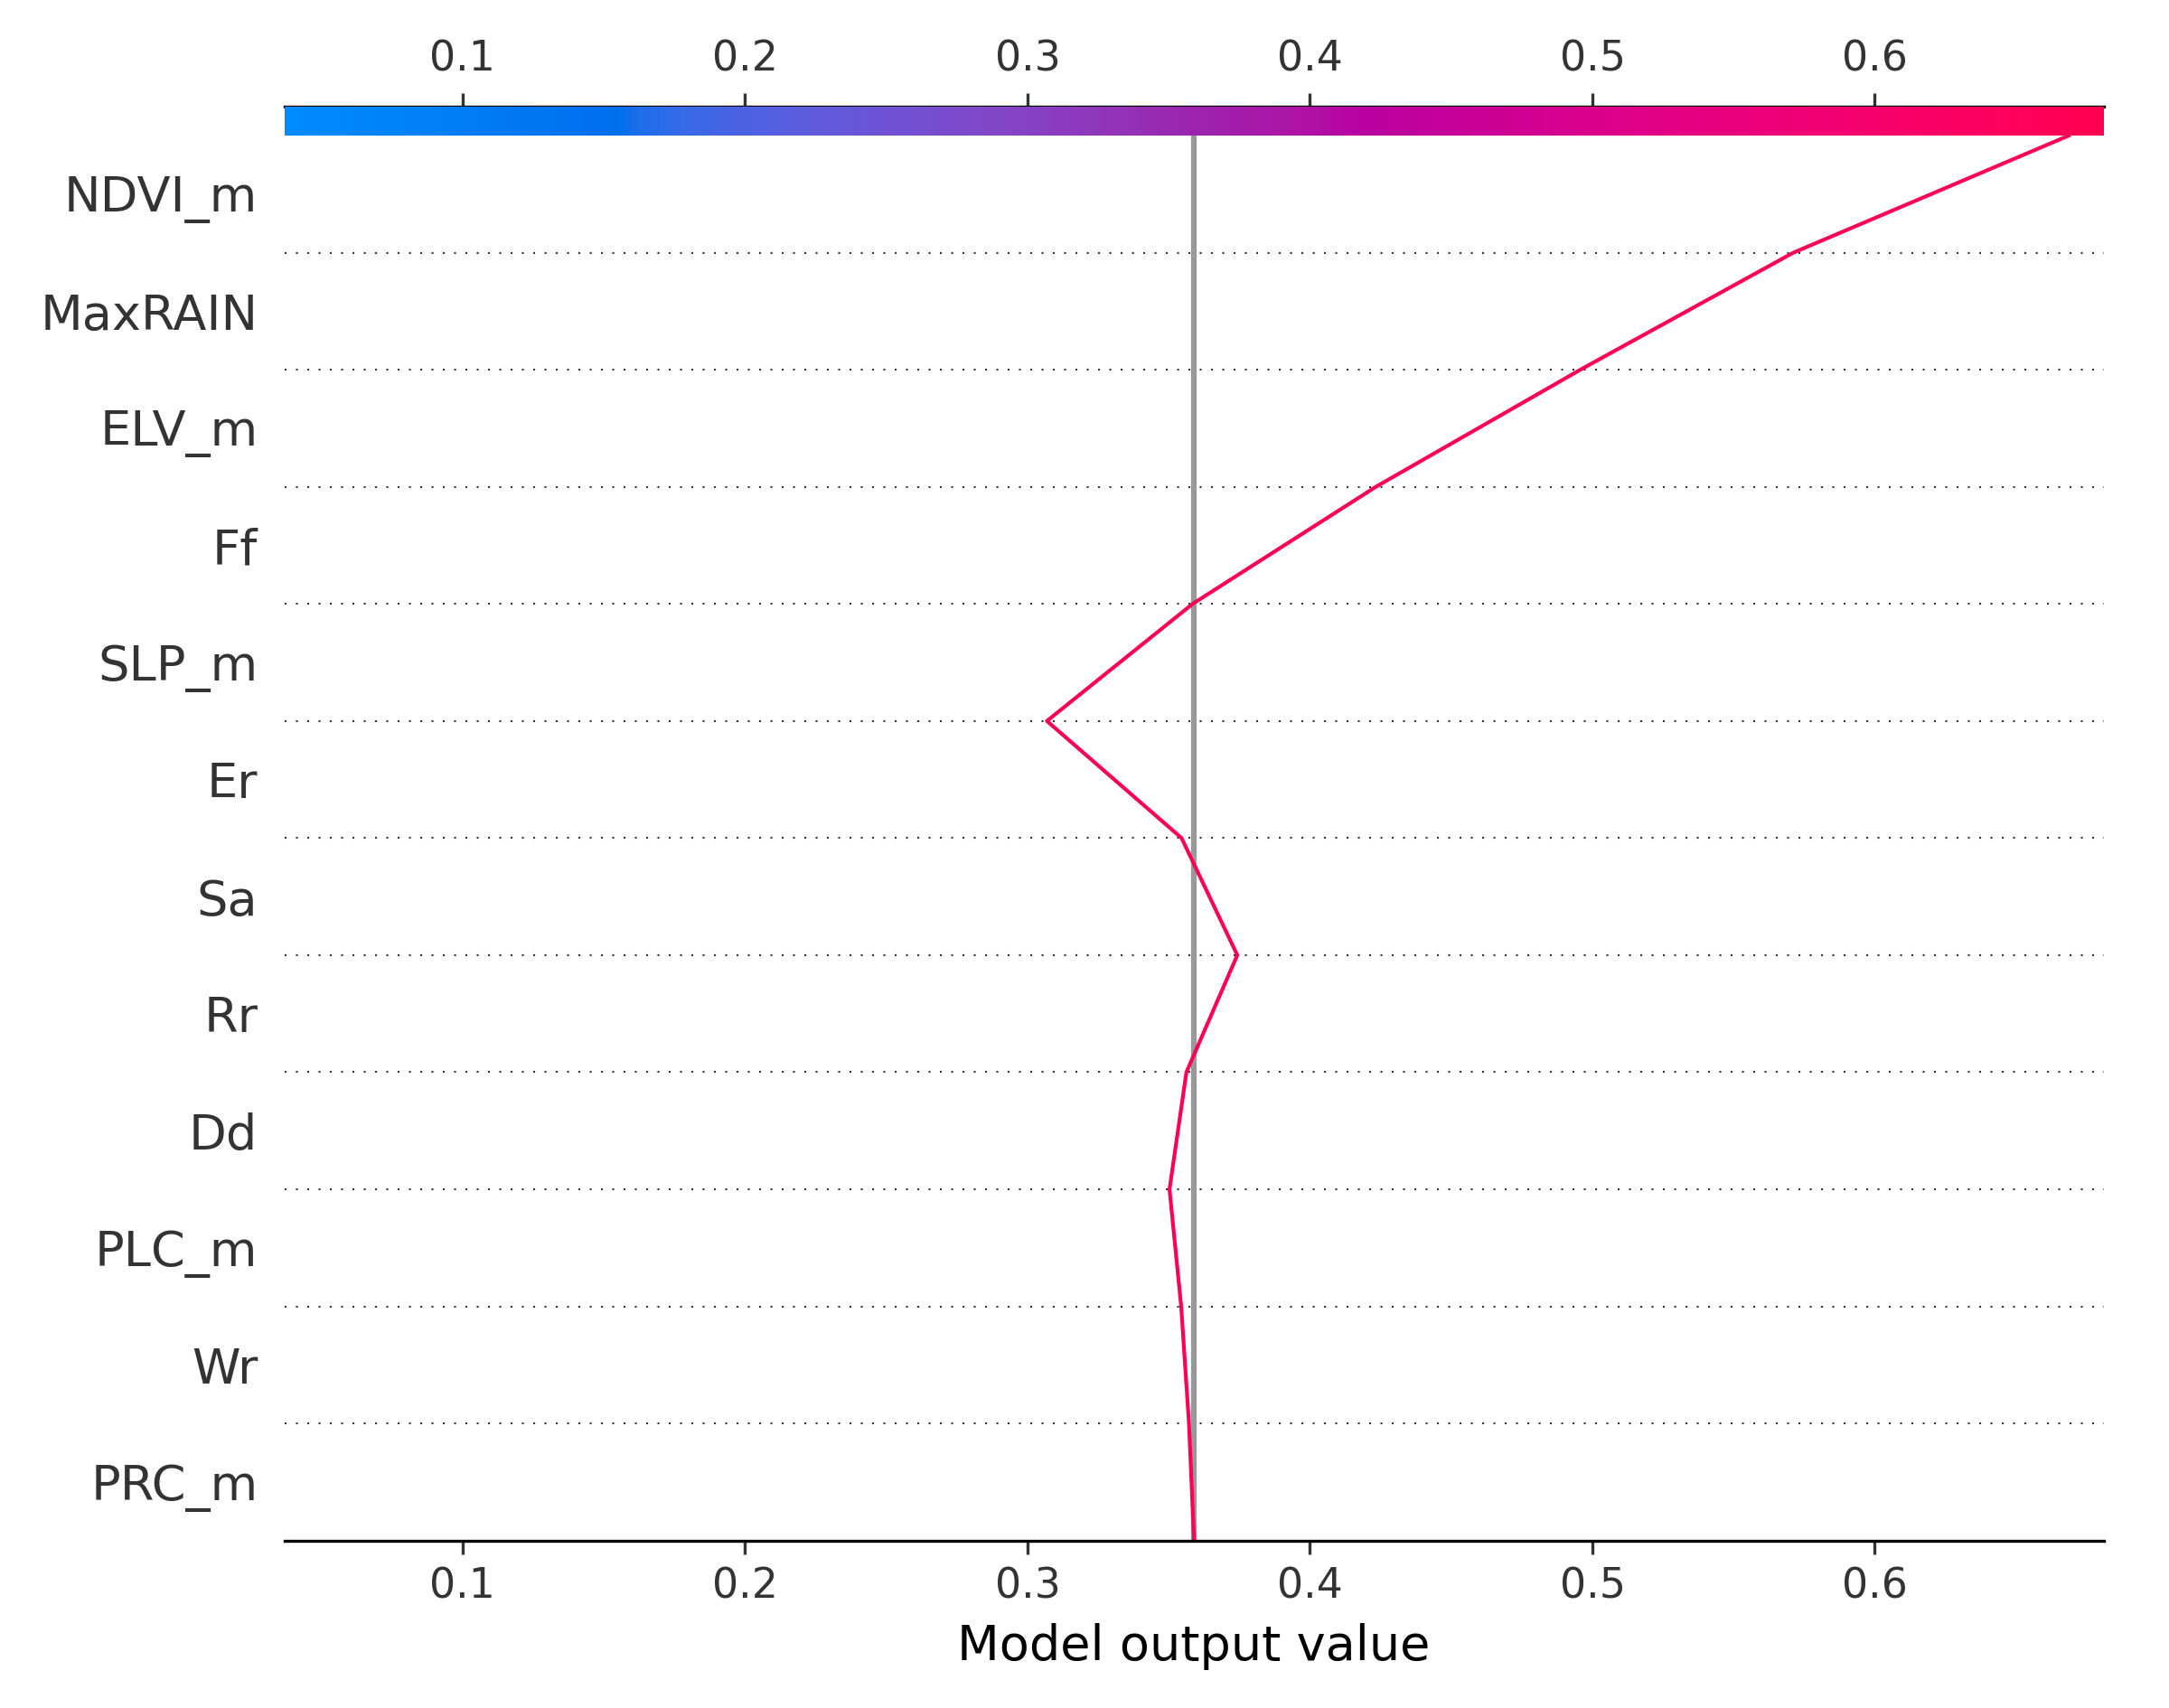 0.1 0.2 0.3 0.4 0.5 0.6
NDVI_m
MaxRAIN
ELV_m
Ff
SLP_m
Er
Sa
Rr
Dd
PLC_m
Wr
PRC_m
0.1 0.2 0.3 0.4 0.5 0.6
Model output value